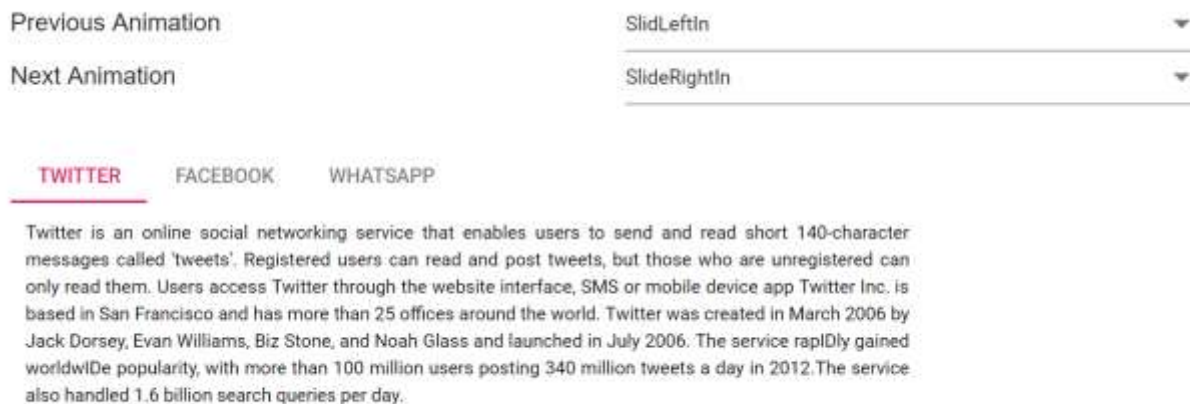 Previous Animation SlidLeftIn
Next Animation SlideRightIn
TWITTER FACEBOOK WHATSAPP
Twitter is an online social networking service that enables users to send and read short 140-character
messages called 'tweets'. Registered users can read and post tweets, but those who are unregistered can
only read them. Users access Twitter through the website interface, SMS or mobile device app Twitter Inc. is
based in San Francisco and has more than 25 offices around the world. Twitter was created in March 2006 by
Jack Dorsey, Evan Williams, Biz Stone, and Noah Glass and launched in July 2006. The service rapIDly gained
worldwIDe popularity, with more than 100 million users posting 340 million tweets a day in 2012.The service
also handled 1.6 billion search queries per day.